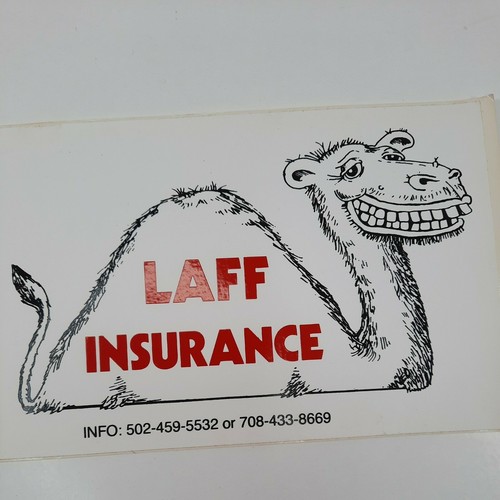 LAFF
INSURANCE
INFO: 502-459-5532 or 708-433-8669